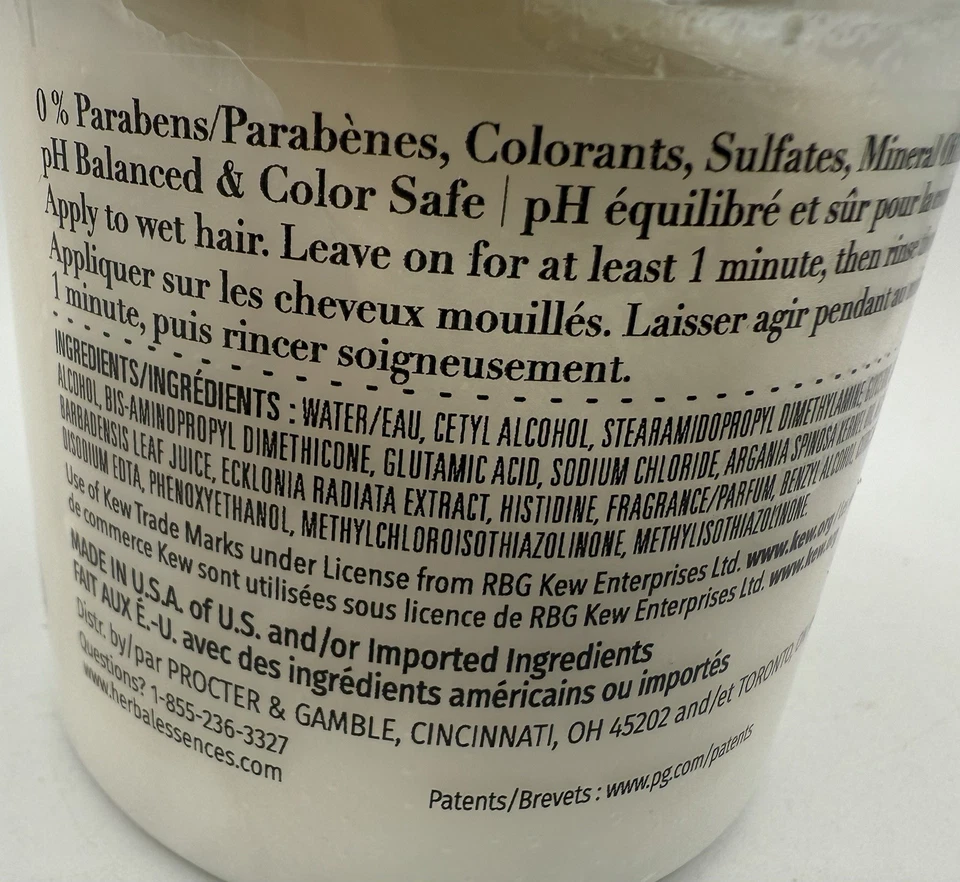 0% Parabens/Parabènes, Colorants, Sulfates, Mineral
pH Balanced & Color Safe | pH équilibré et sûr pour la
Apply to wet hair. Leave on for at least 1 minute, then rinse
Appliquer sur les cheveux mouillés. Laisser agir pendant au
1 minute, puis rincer soigneusement.
INGREDIENTS/INGRÉDIENTS : WATER/EAU, CETYL ALCOHOL, STEARAMIDOPROPYL DIMETHYLAMINE,
ALCOHOL, BIS-AMINOPROPYL DIMETHICONE, GLUTAMIC ACID, SODIUM CHLORIDE, ARGANIA SPINOSA KERNEL
BARBADENSIS LEAF JUICE, ECKLONIA RADIATA EXTRACT, HISTIDINE, FRAGRANCE/PARFUM, BENZYL ALCOHOL,
DISODIUM EDTA, PHENOXYETHANOL, METHYLCHLOROISOTHIAZOLINONE, METHYLISOTHIAZOLINONE
Use of Kew Trade Marks under License from RBG Kew Enterprises Ltd. www.kew.org
de commerce Kew sont utilisées sous licence de RBG Kew Enterprises Ltd. www.kew.org
MADE IN U.S.A. of U.S. and/or Imported Ingredients
FAIT AUX É.-U. avec des ingrédients américains ou importés
Distr. by/par PROCTER & GAMBLE, CINCINNATI, OH 45202 and/et TORONTO,
Questions? 1-855-236-3327
www.herbalessences.com
Patents/Brevets : www.pg.com/patents